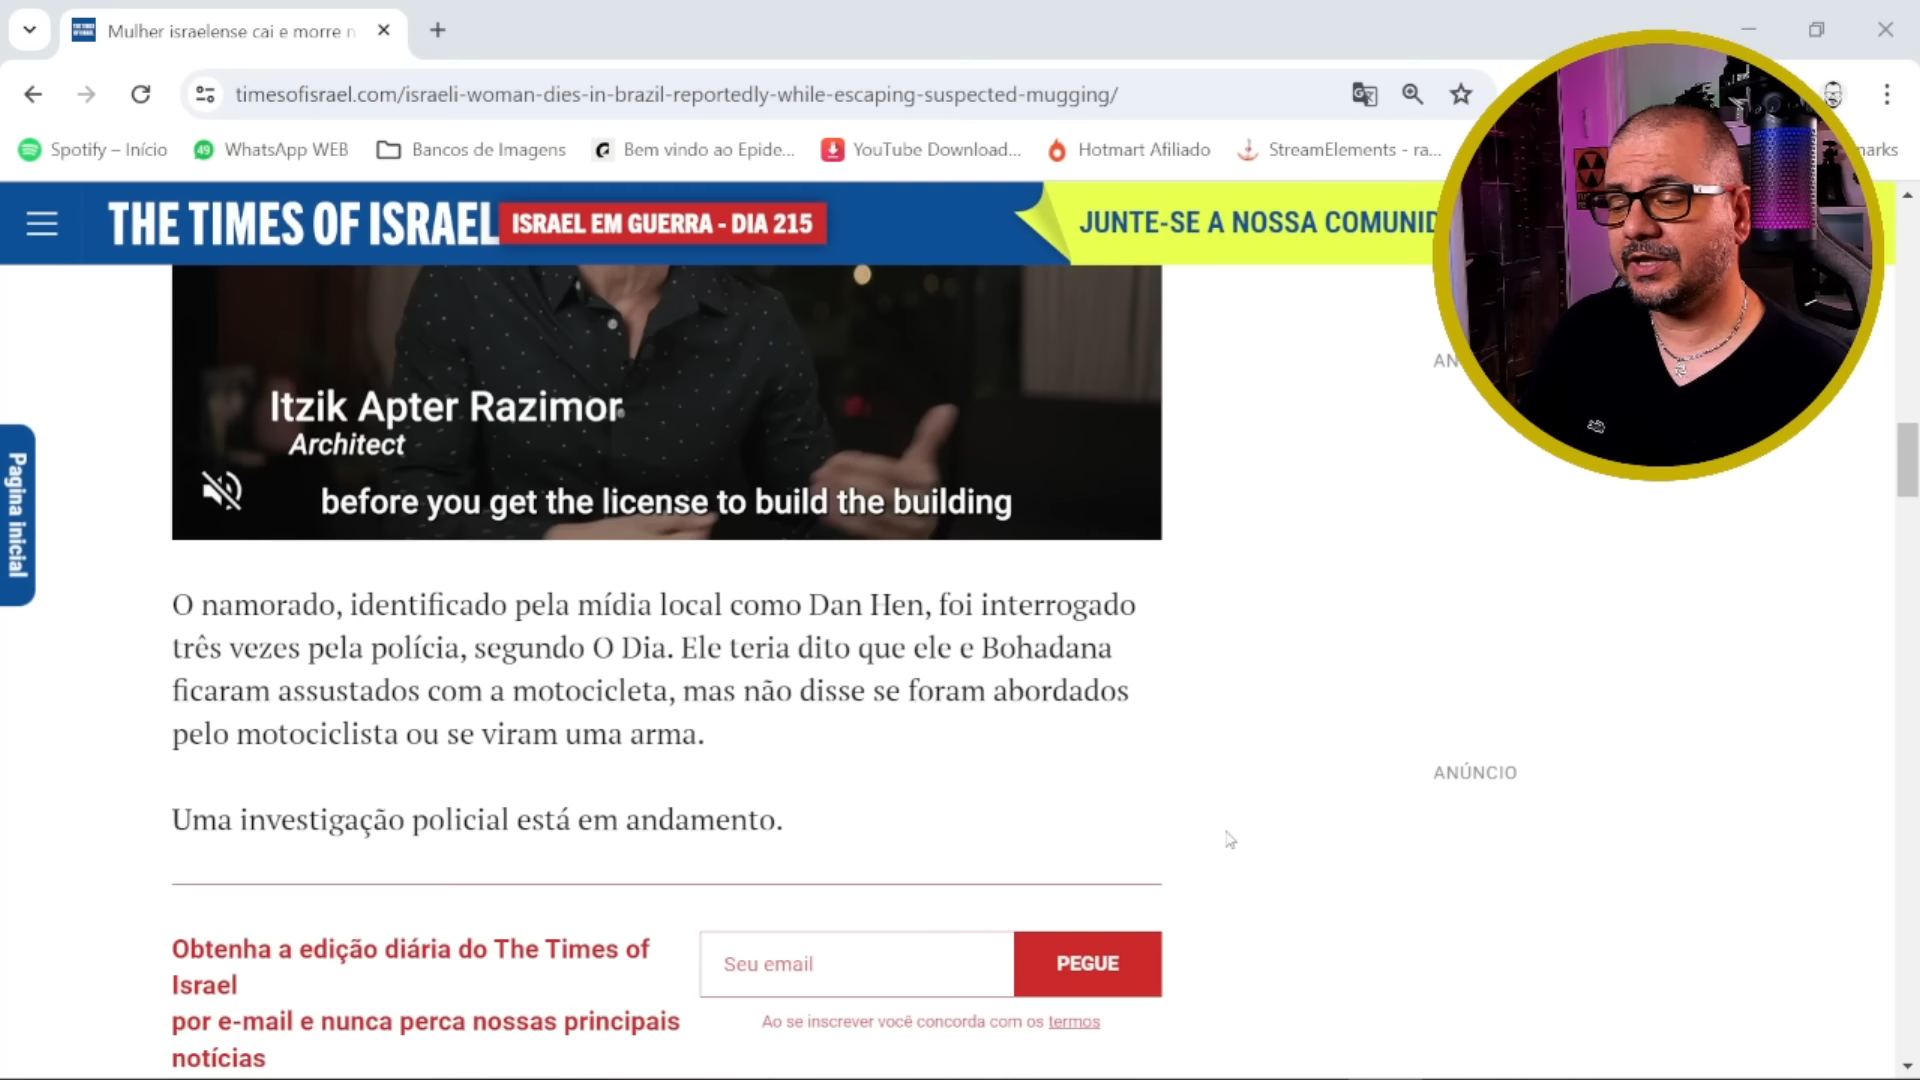 Mulher israelense cai e morre n
timesofisrael.com/israeli-woman-dies-in-brazil-reportedly-while-escaping-suspected-mugging/
Spotify – Início
49
WhatsApp WEB
Bancos de Imagens
Bem vindo ao Epide...
YouTube Download...
Hotmart Afiliado
StreamElements - ra...
THE TIMES OF ISRAEL
ISRAEL EM GUERRA - DIA 215
JUNTE-SE A NOSSA COMUNID
Itzik Apter Razimor
Architect
before you get the license to build the building
Pagina inicial
O namorado, identificado pela mídia local como Dan Hen, foi interrogado
três vezes pela polícia, segundo O Dia. Ele teria dito que ele e Bohadana
ficaram assustados com a motocicleta, mas não disse se foram abordados
pelo motociclista ou se viram uma arma.
ANÚNCIO
Uma investigação policial está em andamento.
Obtenha a edição diária do The Times of
Israel
por e-mail e nunca perca nossas principais
notícias
Seu email
PEGUE
Ao se inscrever você concorda com os termos